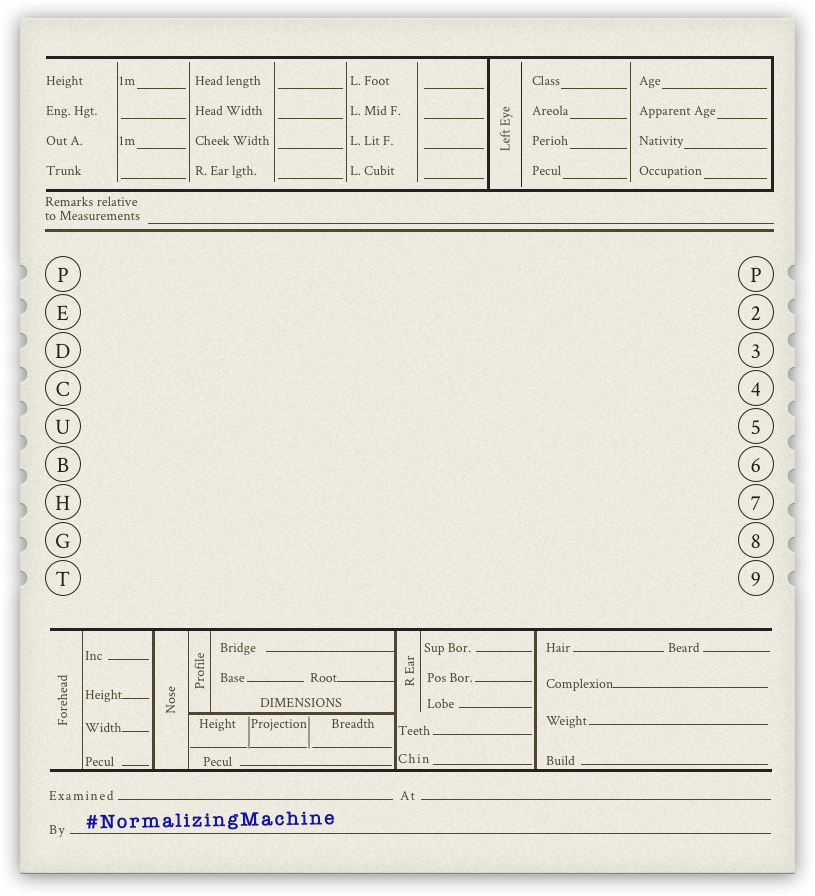 Height 1m Head length L. Foot Class Age
Eng. Hgt. Head Width L. Mid F. Areola Apparent Age
Left Eye
Out A. 1m Cheek Width L. Lit F. Perioh Nativity
Trunk R. Ear lgth. L. Cubit Pecul Occupation
Remarks relative
to Measurements
P P
E 2
D 3
C 4
U 5
B 6
H 7
G 8
T 9
Forehead
Inc
Height
Width
Pecul
Nose
Profile
Bridge
Base Root
DIMENSIONS
Height Projection Breadth
Pecul
R Ear
Sup Bor.
Pos Bor.
Lobe
Teeth
Chin
Hair Beard
Complexion
Weight
Build
Examined At
By #NormalizingMachine